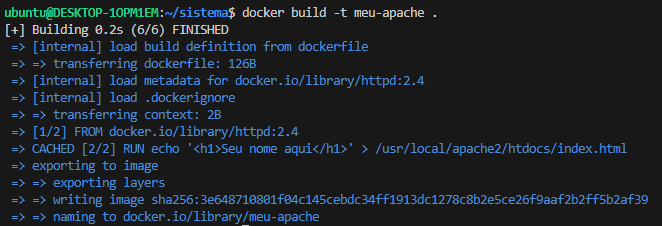 ubuntu@DESKTOP-1OPM1EM:~/sistema$ docker build -t meu-apache .
[+] Building 0.2s (6/6) FINISHED
=> [internal] load build definition from dockerfile
=> => transferring dockerfile: 126B
=> [internal] load metadata for docker.io/library/httpd:2.4
=> [internal] load .dockerignore
=> => transferring context: 2B
=> [1/2] FROM docker.io/library/httpd:2.4
=> CACHED [2/2] RUN echo '<h1>Seu nome aqui</h1>' > /usr/local/apache2/htdocs/index.html
=> exporting to image
=> => exporting layers
=> => writing image sha256:3e648710801f04c145cebdc34ff1913dc1278c8b2e5ce26f9aaf2b2ff5b2af39
=> => naming to docker.io/library/meu-apache